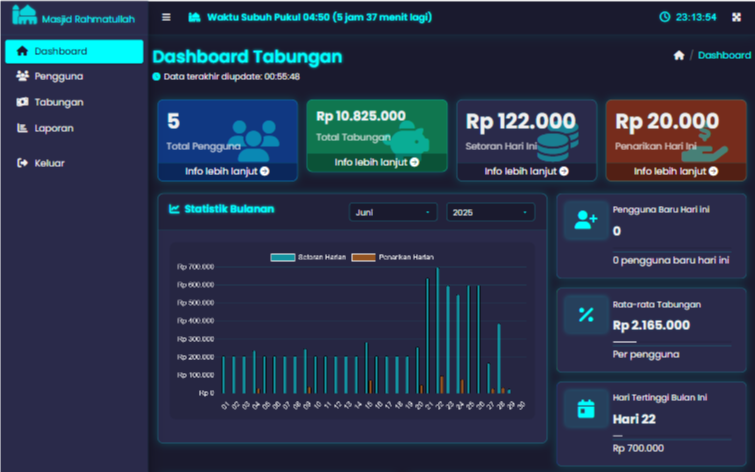 Masjid Rahmatullah
Waktu Subuh Pukul 04:50 (5 jam 37 menit lagi)
23:13:54
Dashboard
Pengguna
Tabungan
Laporan
Keluar
Dashboard Tabungan
/ Dashboard
Data terakhir diupdate: 00:55:48
5
Total Pengguna
Info lebih lanjut
Rp 10.825.000
Total Tabungan
Info lebih lanjut
Rp 122.000
Setoran Hari Ini
Info lebih lanjut
Rp 20.000
Penarikan Hari Ini
Info lebih lanjut
Statistik Bulanan
Juni
2025
Setoran Harian
Penarikan Harian
Rp 700.000
Rp 600.000
Rp 500.000
Rp 400.000
Rp 300.000
Rp 200.000
Rp 100.000
Rp 0
01 02 03 04 05 06 07 08 09 10 11 12 13 14 15 16 17 18 19 20 21 22 23 24 25 26 27 28 29 30
Pengguna Baru Hari ini
0
0 pengguna baru hari ini
Rata-rata Tabungan
Rp 2.165.000
Per pengguna
Hari Tertinggi Bulan Ini
Hari 22
Rp 700.000